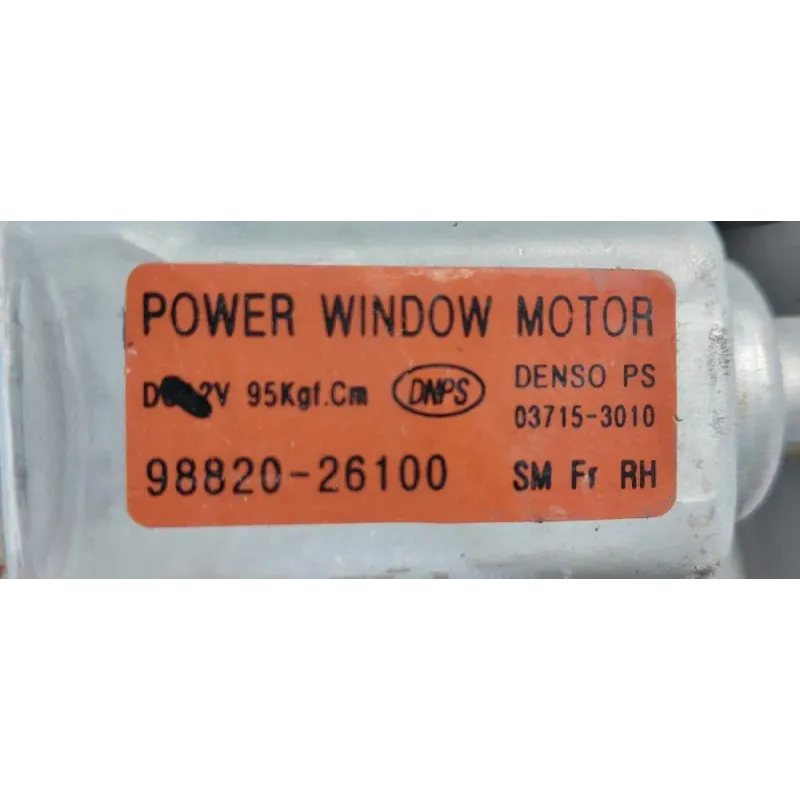 POWER WINDOW MOTOR
95Kgf.Cm DNPS DENSO PS
03715-3010
98820-26100 SM Fr RH